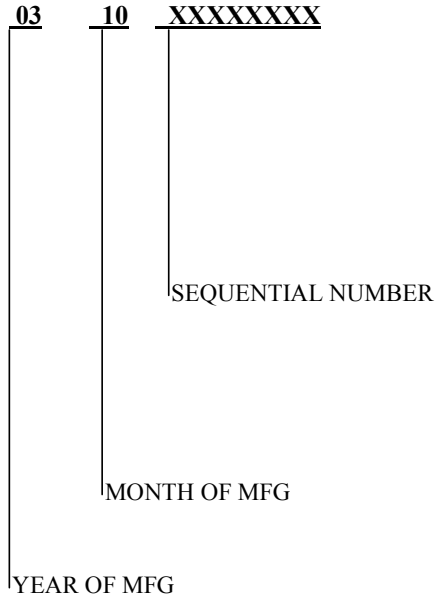 03 10 XXXXXXXX
SEQUENTIAL NUMBER
MONTH OF MFG
YEAR OF MFG